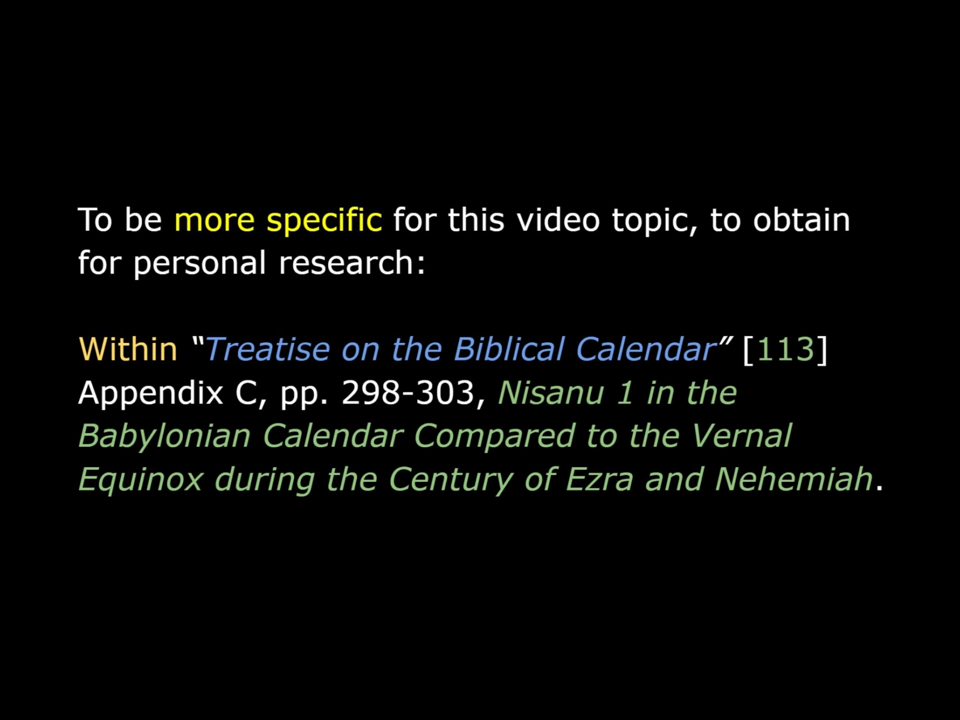 To be more specific for this video topic, to obtain
for personal research:
Within “Treatise on the Biblical Calendar” [113]
Appendix C, pp. 298-303, Nisanu 1 in the
Babylonian Calendar Compared to the Vernal
Equinox during the Century of Ezra and Nehemiah.